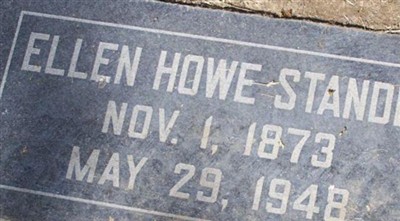 ELLEN HOWE STAND
NOV. 1, 1873
MAY 29, 1948